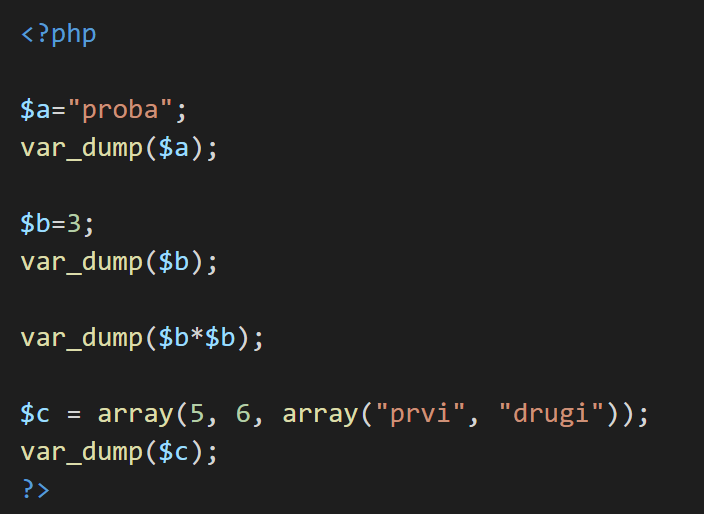 <?php
$a="proba";
var_dump($a);
$b=3;
var_dump($b);
var_dump($b*$b);
$c = array(5, 6, array("prvi", "drugi"));
var_dump($c);
?>